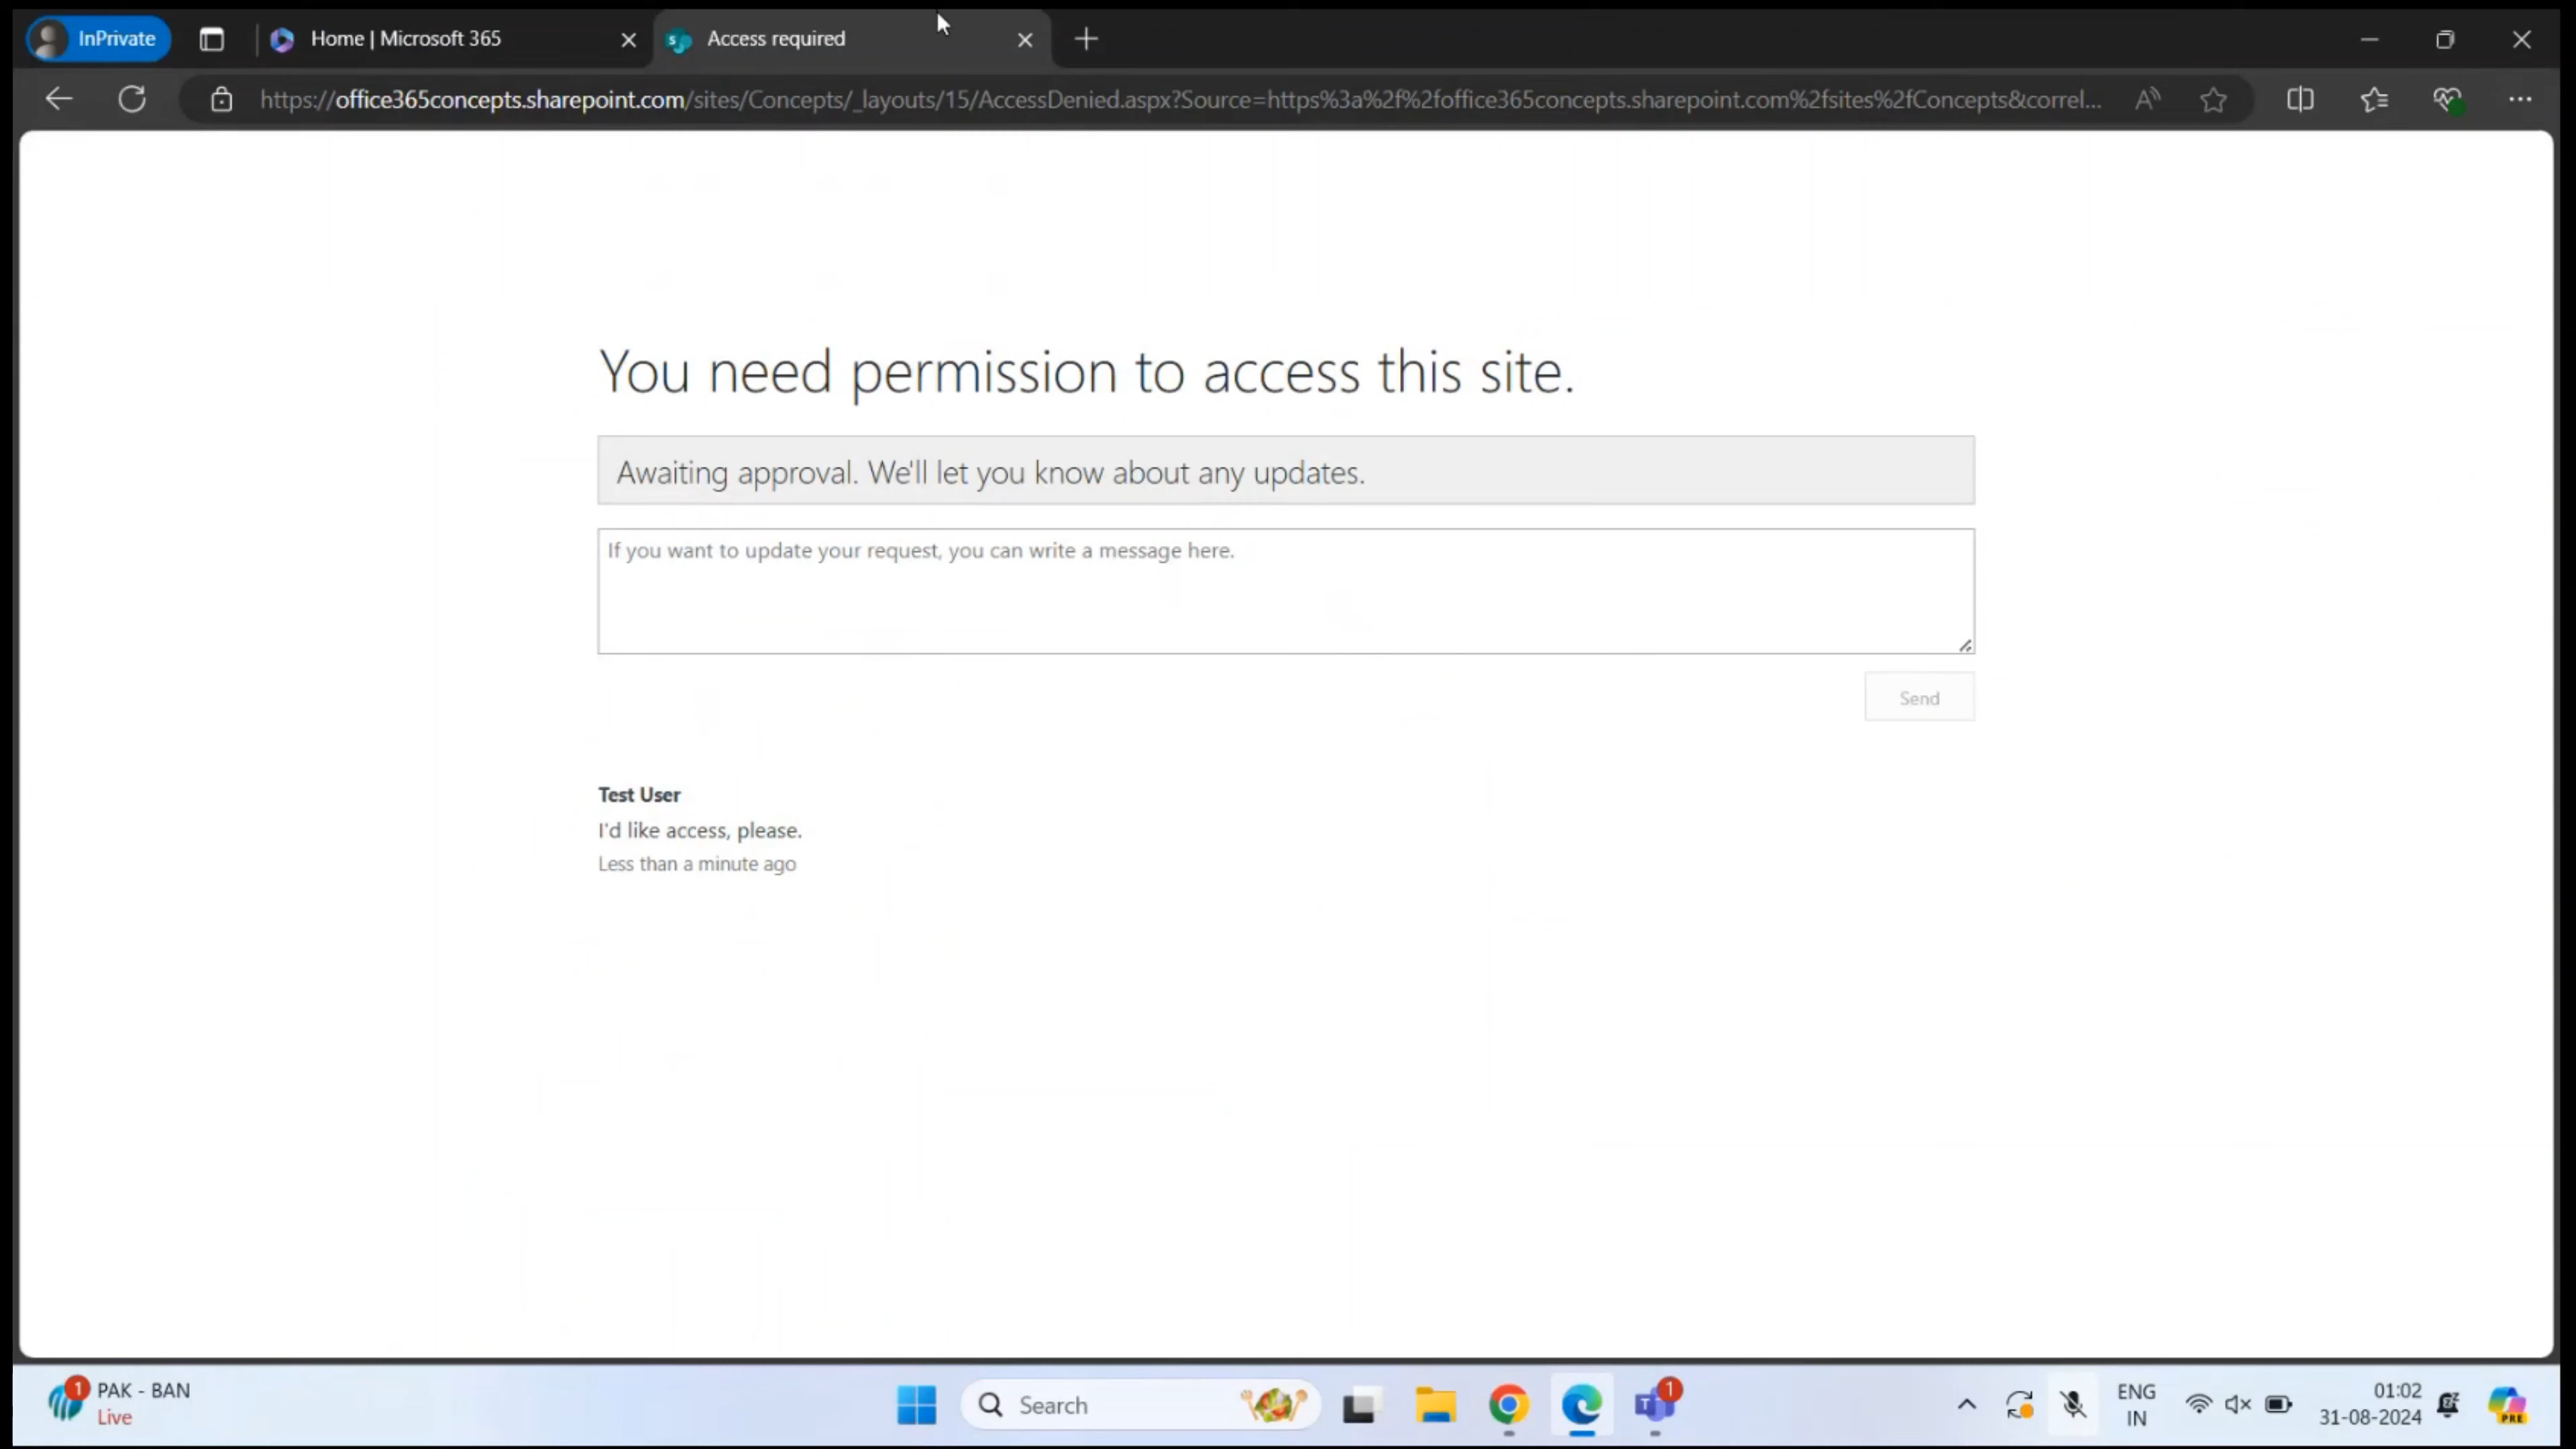 InPrivate
Home | Microsoft 365
Access required
https://office365concepts.sharepoint.com/sites/Concepts/_layouts/15/AccessDenied.aspx?Source=https%3a%2f%2foffice365concepts.sharepoint.com%2fsites%2fConcepts&correl...
You need permission to access this site.
Awaiting approval. We'll let you know about any updates.
If you want to update your request, you can write a message here.
Send
Test User
I'd like access, please.
Less than a minute ago
1
PAK - BAN
Live
Search
1
ENG
IN
01:02
31-08-2024
PRE